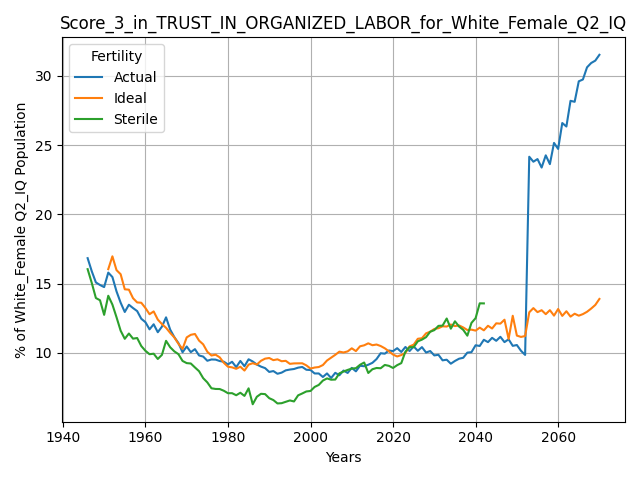 Score_3_in_TRUST_IN_ORGANIZED_LABOR_for_White_Female_Q2_IQ
Fertility
Actual
Ideal
Sterile
% of White_Female Q2_IQ Population
30
25
20
15
10
1940
1960
1980
2000
2020
2040
2060
Years